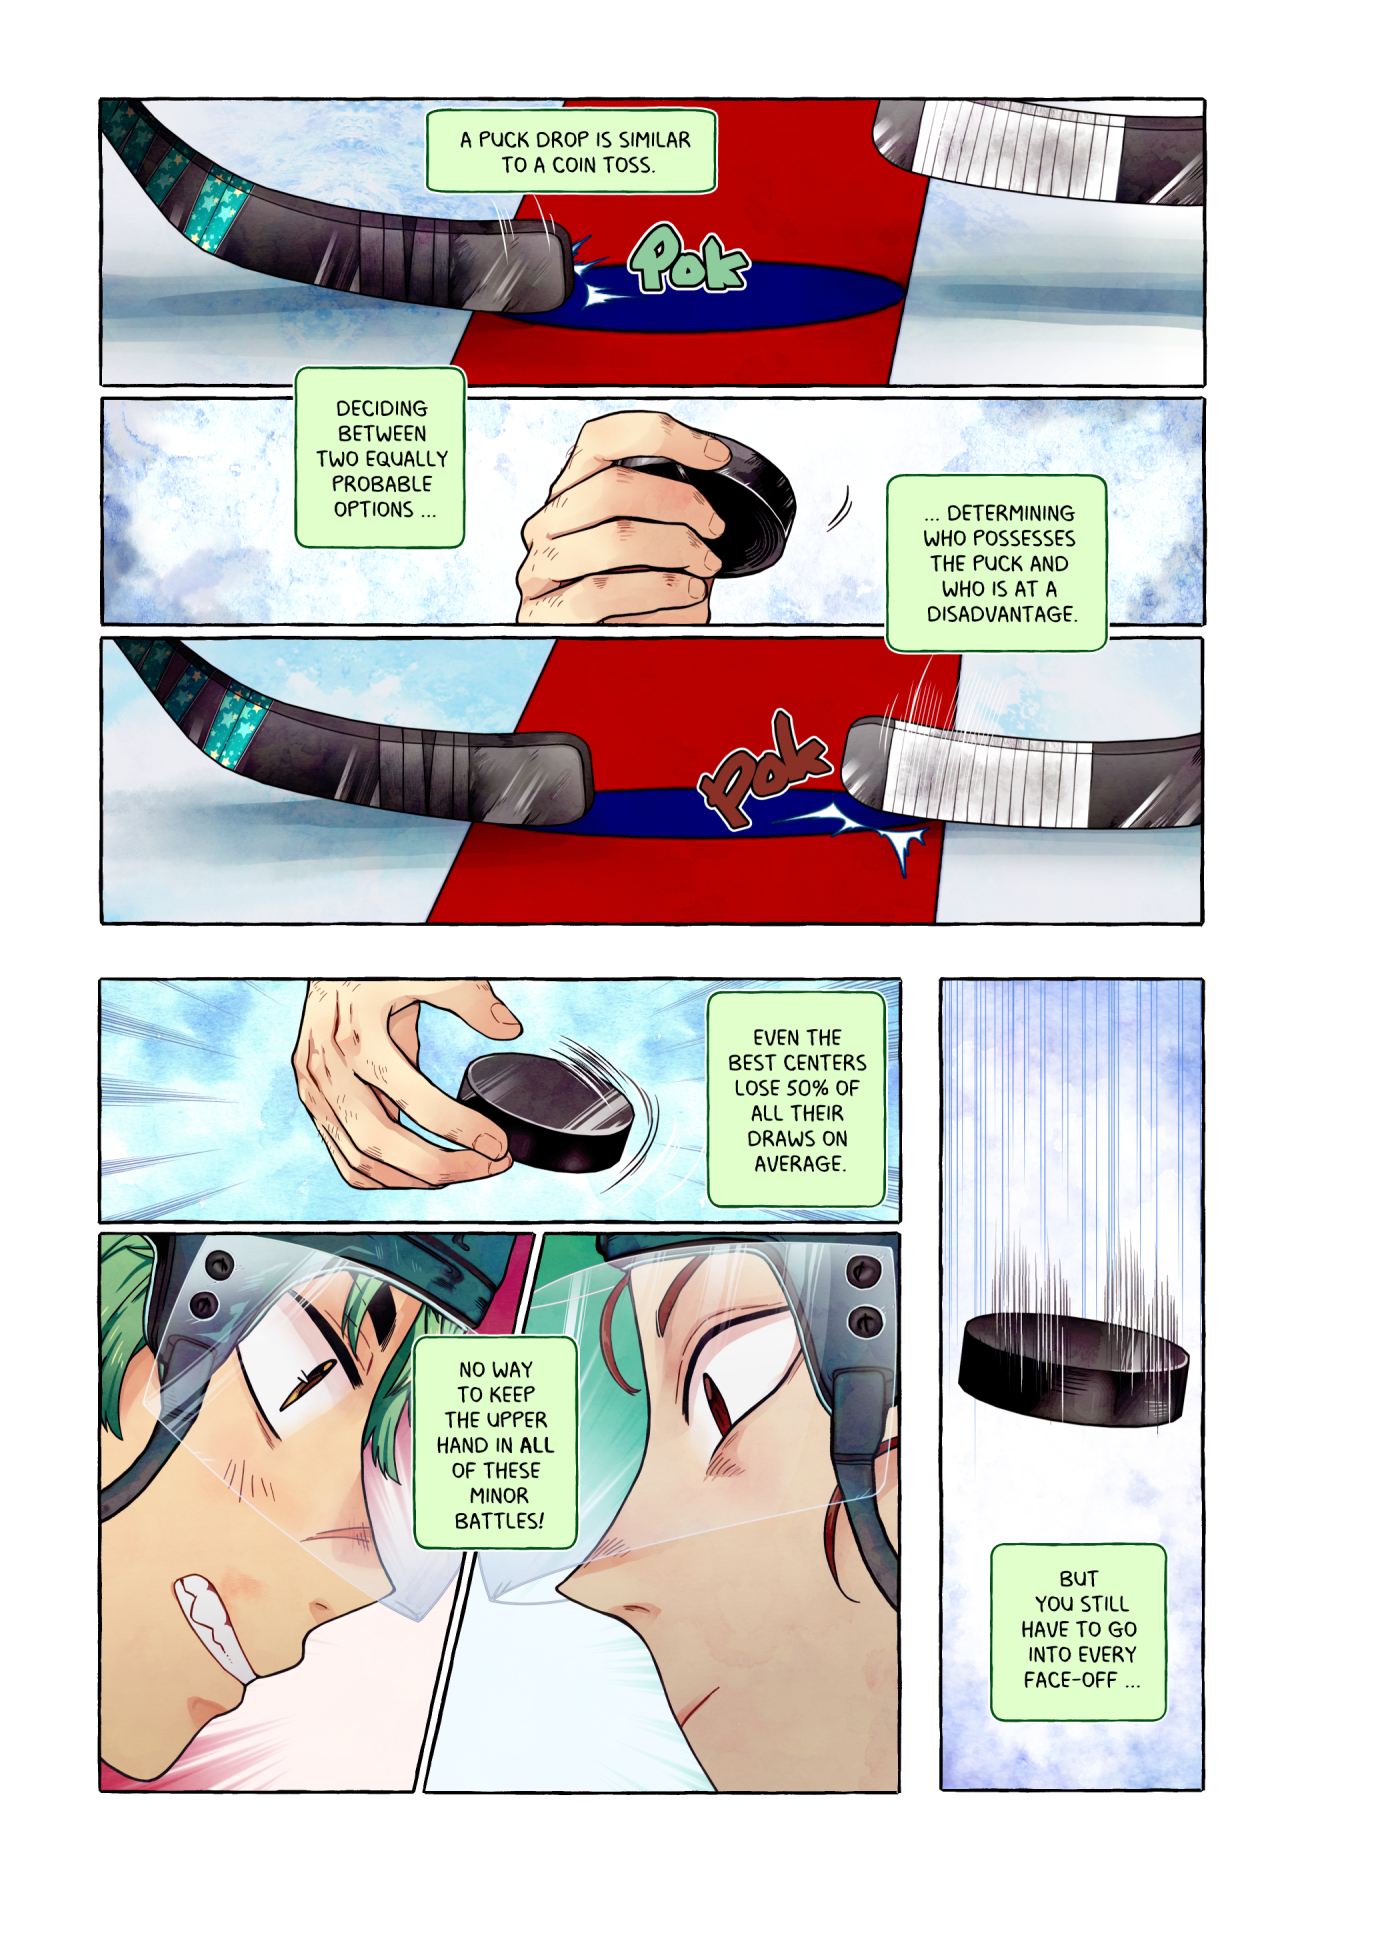 A PUCK DROP IS SIMILAR
TO A COIN TOSS.
POK
DECIDING
BETWEEN
TWO EQUALLY
PROBABLE
OPTIONS ...
... DETERMINING
WHO POSSESSES
THE PUCK AND
WHO IS AT A
DISADVANTAGE.
POK
EVEN THE
BEST CENTERS
LOSE 50% OF
ALL THEIR
DRAWS ON
AVERAGE.
NO WAY
TO KEEP
THE UPPER
HAND IN ALL
OF THESE
MINOR
BATTLES!
BUT
YOU STILL
HAVE TO GO
INTO EVERY
FACE-OFF ...